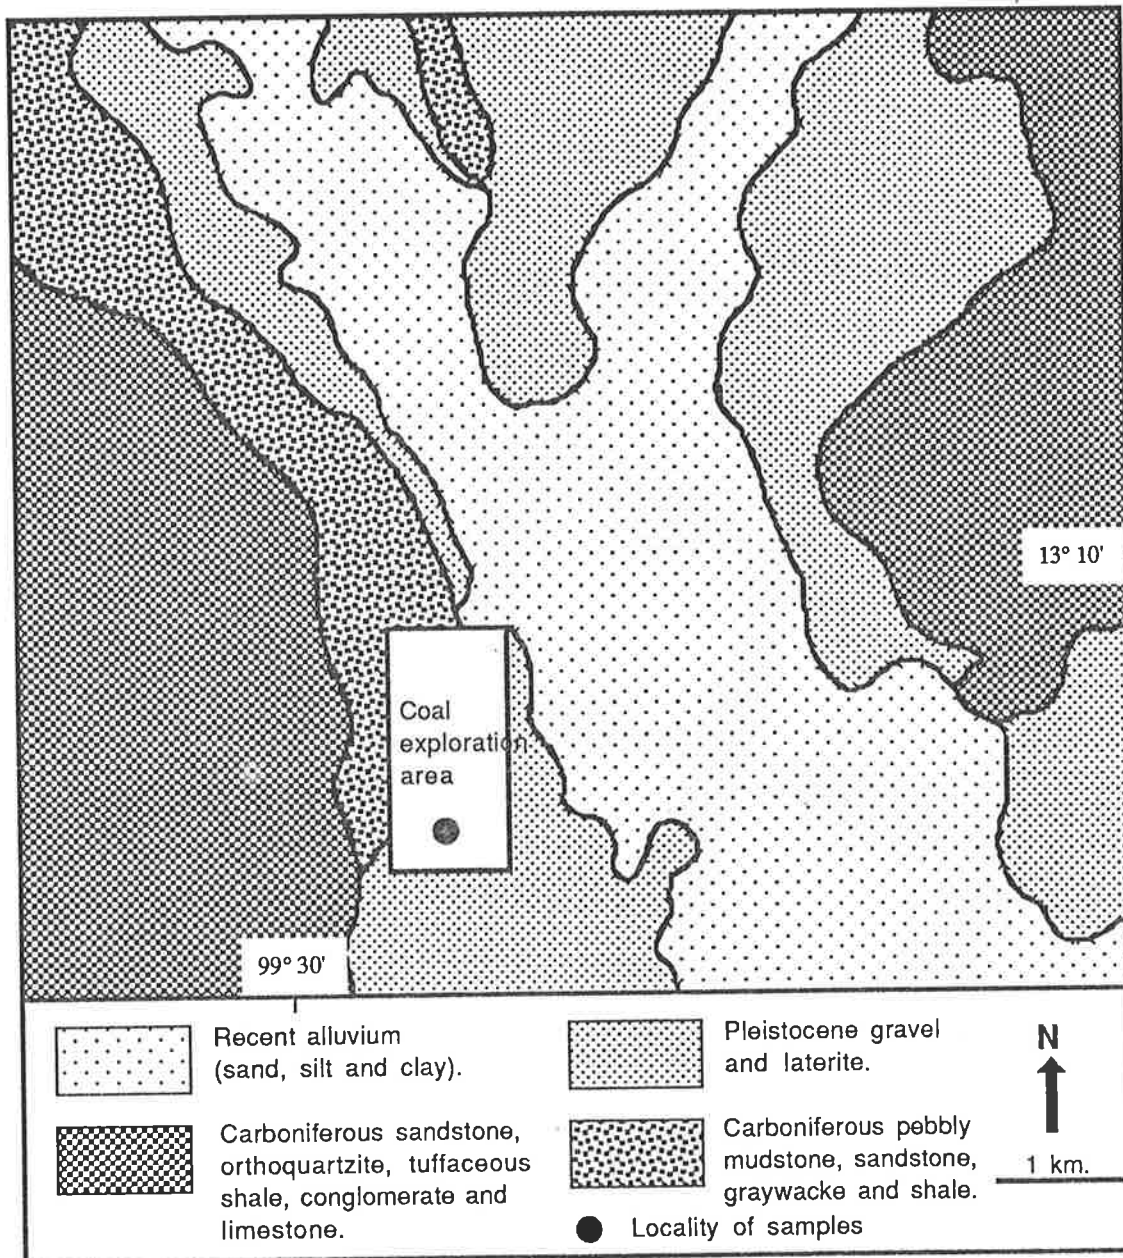 13° 10'
Coal
exploration
area
99° 30'
Recent alluvium
(sand, silt and clay).
Pleistocene gravel
and laterite.
N
Carboniferous sandstone,
orthoquartzite, tuffaceous
shale, conglomerate and
limestone.
Carboniferous pebbly
mudstone, sandstone,
graywacke and shale.
1 km.
Locality of samples